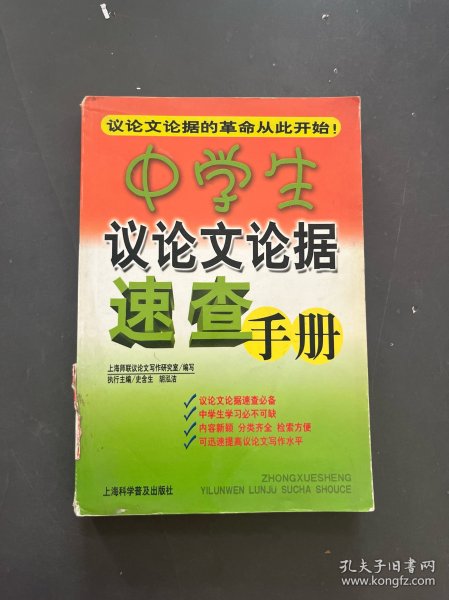 议论文论据的革命从此开始！
中学生
议论文论据
速查手册
上海师联议论文写作研究室/编写
执行主编/史舍生 胡泓洁
✓议论文论据速查必备
✓中学生学习必不可缺
✓内容新颖 分类齐全 检索方便
✓可迅速提高议论文写作水平
ZHONGXUESHENG
YILUNWEN LUNJU SUCHA SHOUCE
上海科学普及出版社
孔夫子旧书网
www.kongfz.com